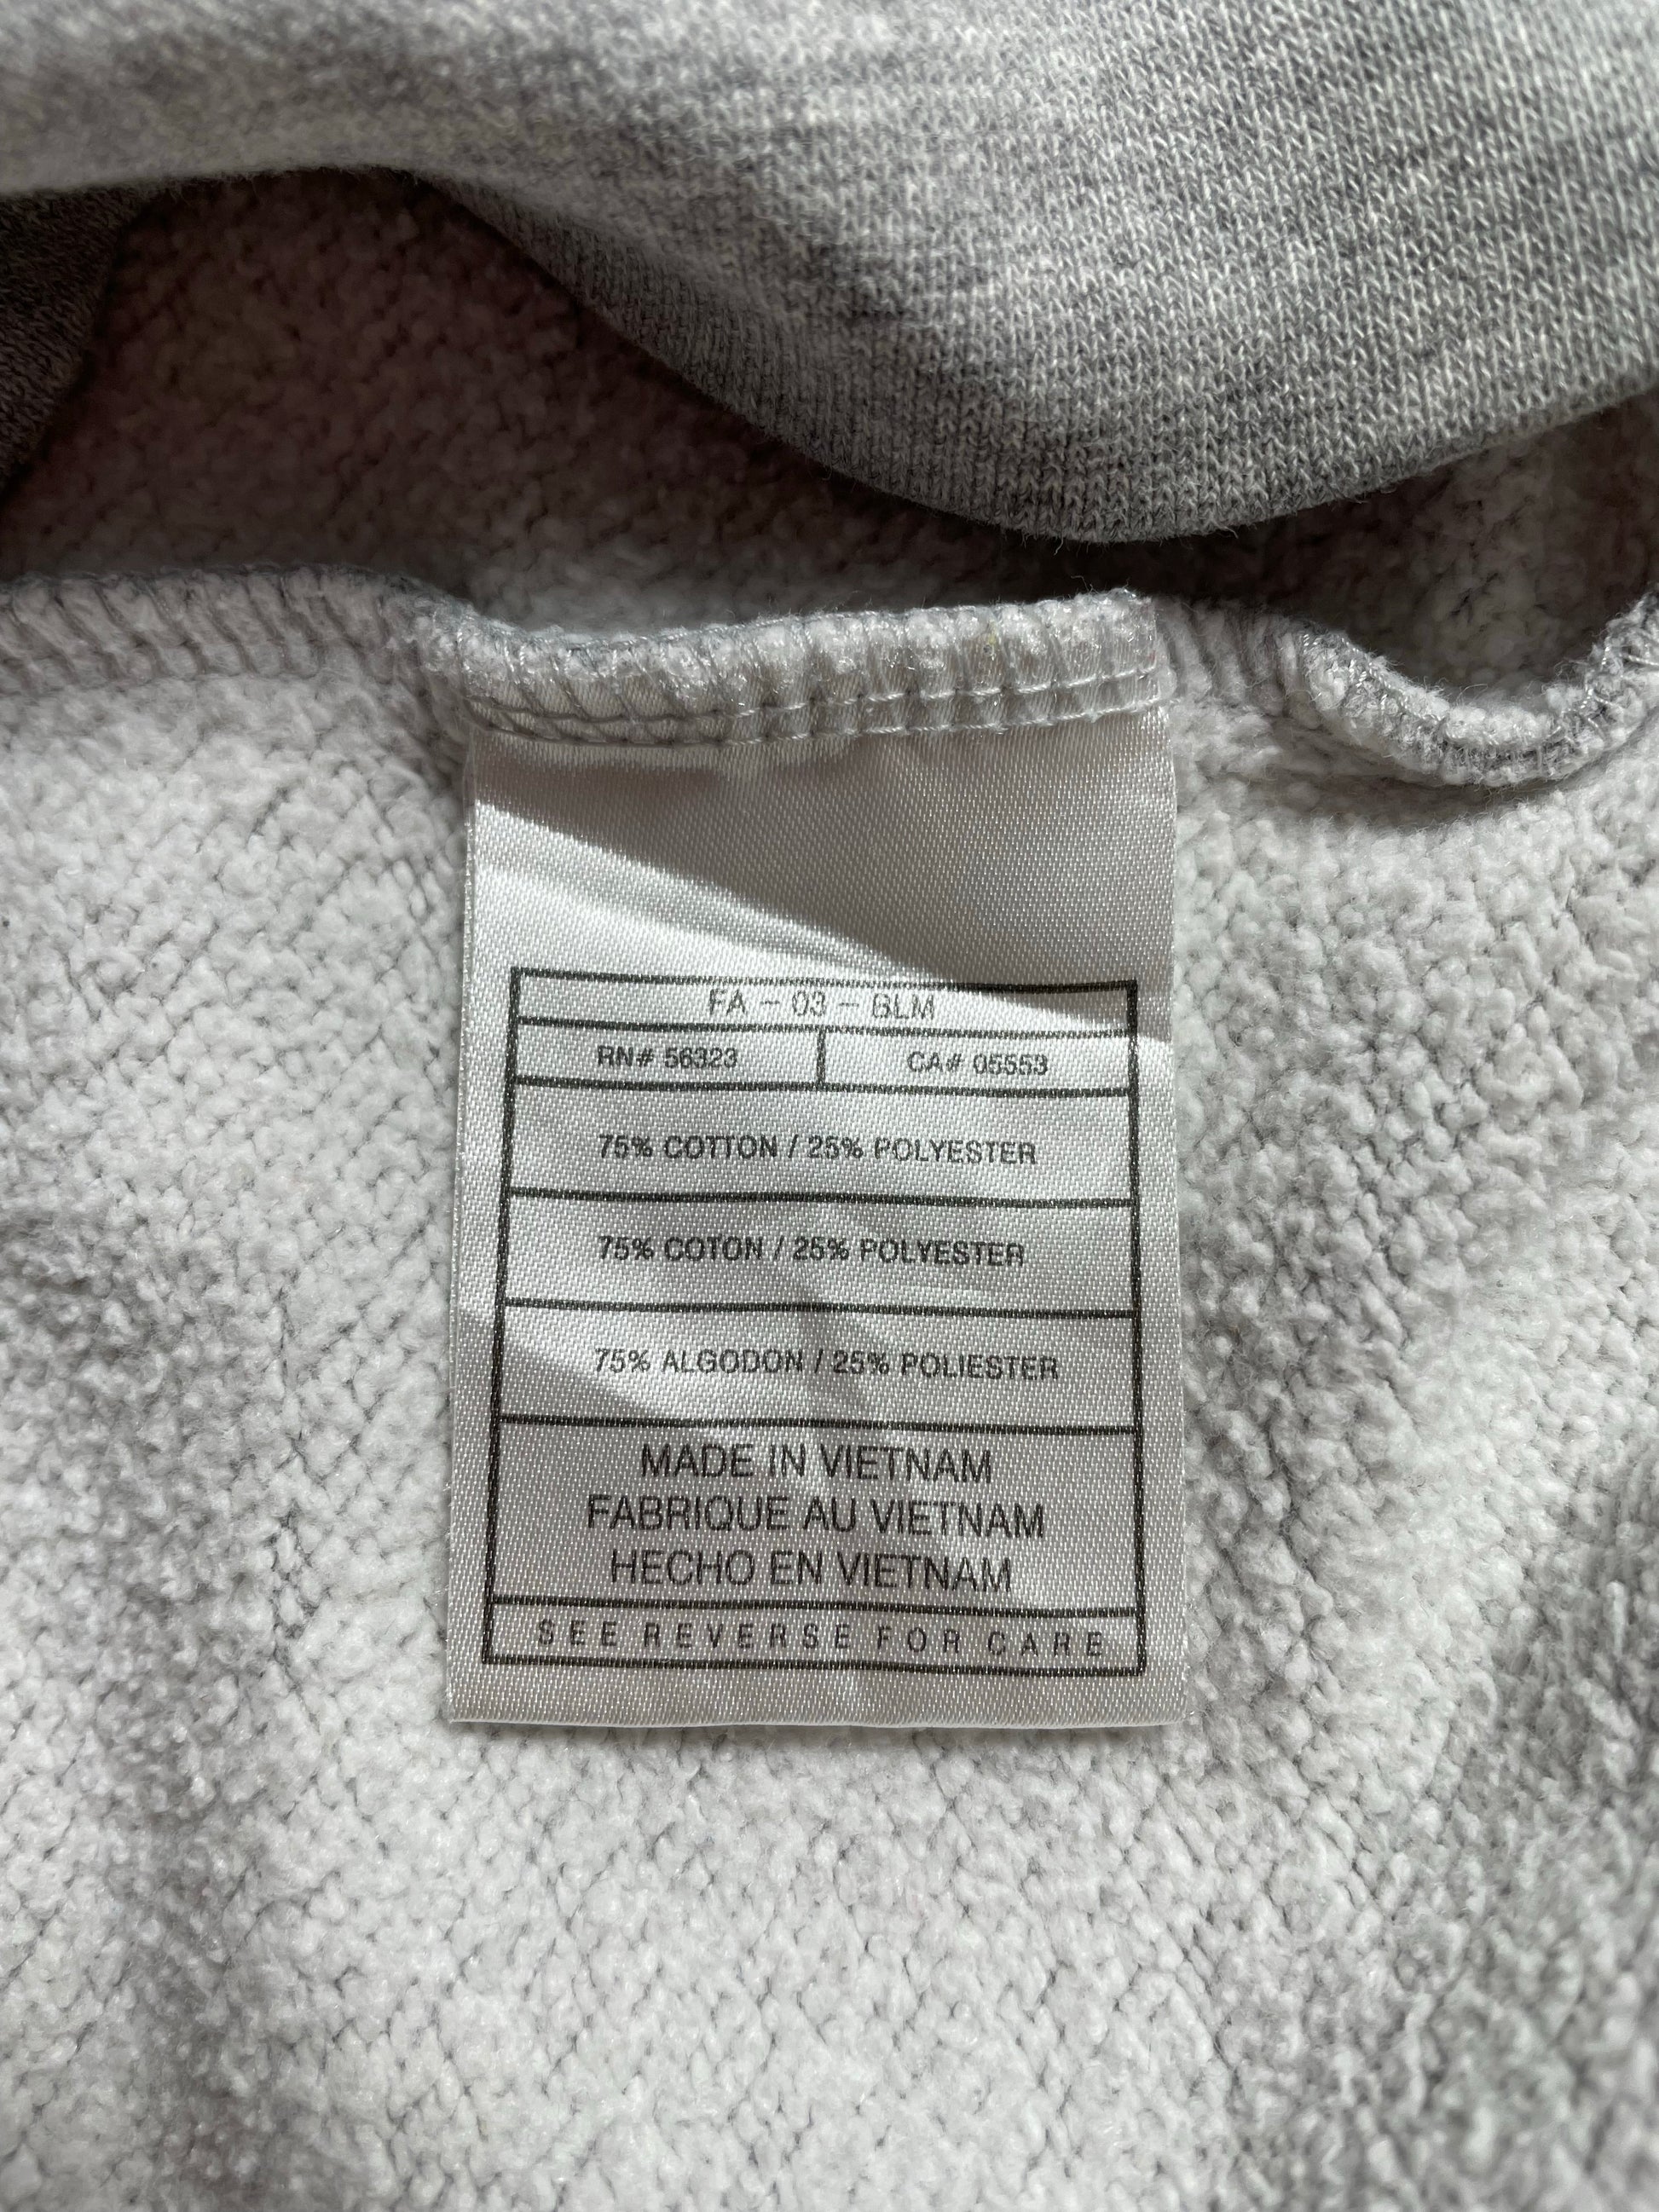 FA - 03 - BLM
RN# 56323 CA# 05553
75% COTTON / 25% POLYESTER
75% COTON / 25% POLYESTER
75% ALGODON / 25% POLIESTER
MADE IN VIETNAM
FABRIQUE AU VIETNAM
HECHO EN VIETNAM
SEE REVERSE FOR CARE